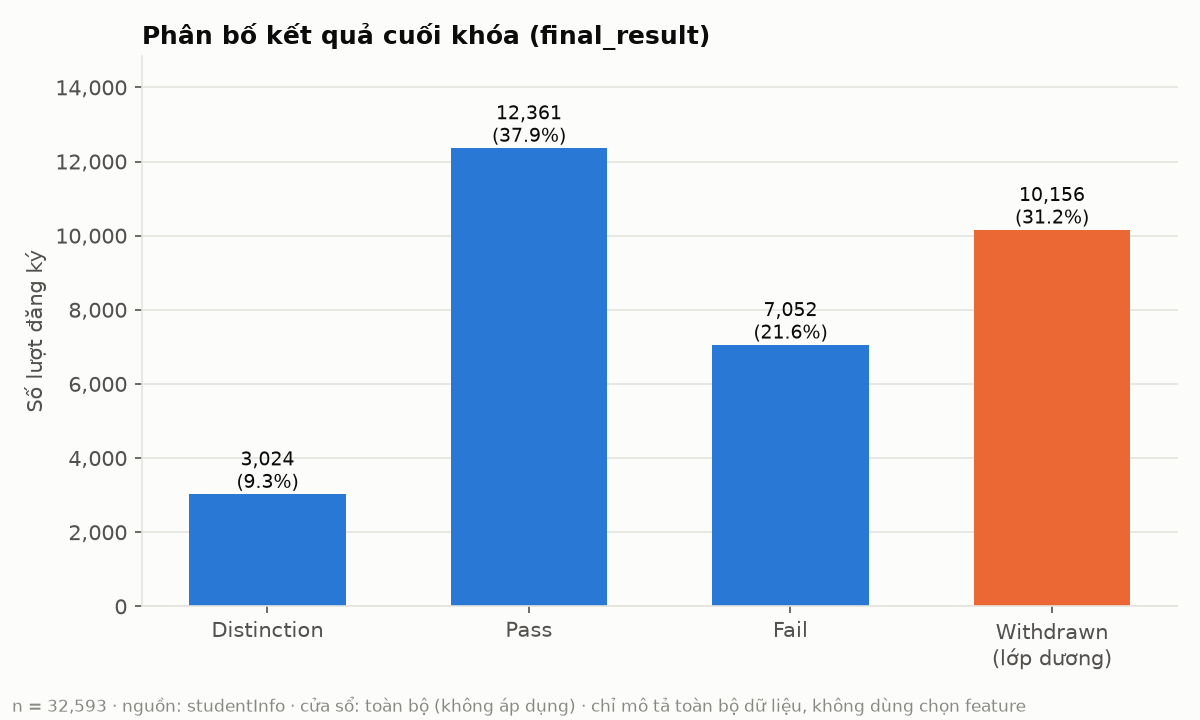 Phân bố kết quả cuối khóa (final_result)
Số lượt đăng ký
14,000
12,000
10,000
8,000
6,000
4,000
2,000
0
3,024
(9.3%)
12,361
(37.9%)
7,052
(21.6%)
10,156
(31.2%)
Distinction
Pass
Fail
Withdrawn
(lớp dương)
n = 32,593 · nguồn: studentInfo · cửa sổ: toàn bộ (không áp dụng) · chỉ mô tả toàn bộ dữ liệu, không dùng chọn feature